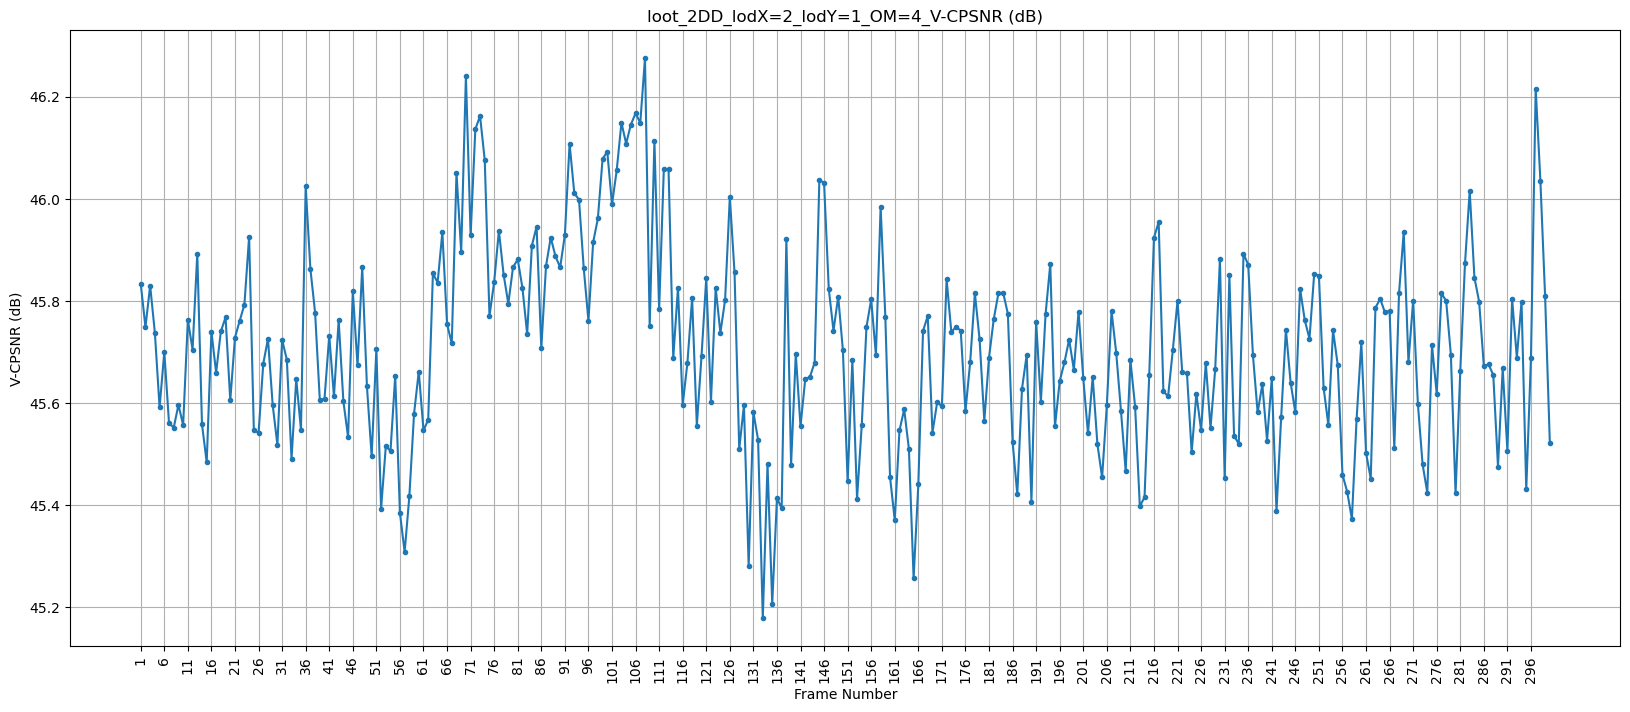 loot_2DD_lodX=2_lodY=1_OM=4_V-CPSNR (dB)
V-CPSNR (dB)
46.2
46.0
45.8
45.6
45.4
45.2
1 6 11 16 21 26 31 36 41 46 51 56 61 66 71 76 81 86 91 96 101 106 111 116 121 126 131 136 141 146 151 156 161 166 171 176 181 186 191 196 201 206 211 216 221 226 231 236 241 246 251 256 261 266 271 276 281 286 291 296
Frame Number